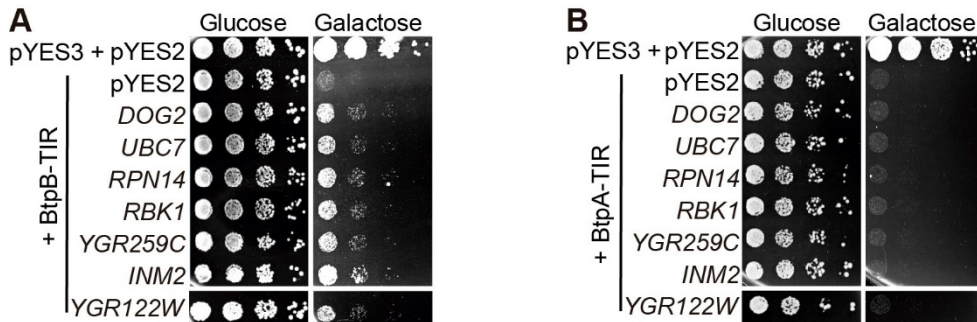 A
Glucose Galactose
pYES3 + pYES2
pYES2
DOG2
UBC7
RPN14
RBK1
YGR259C
INM2
YGR122W
+ BtpB-TIR
B
Glucose Galactose
pYES3 + pYES2
pYES2
DOG2
UBC7
RPN14
RBK1
YGR259C
INM2
YGR122W
+ BtpA-TIR